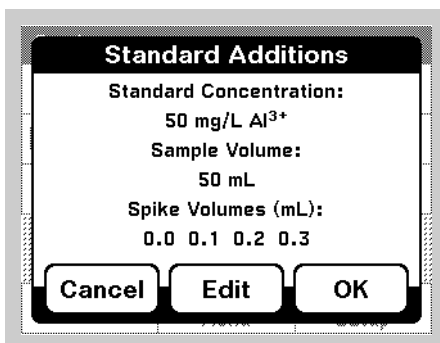 Standard Additions
Standard Concentration:
50 mg/L Al³⁺
Sample Volume:
50 mL
Spike Volumes (mL):
0.0 0.1 0.2 0.3
Cancel Edit OK